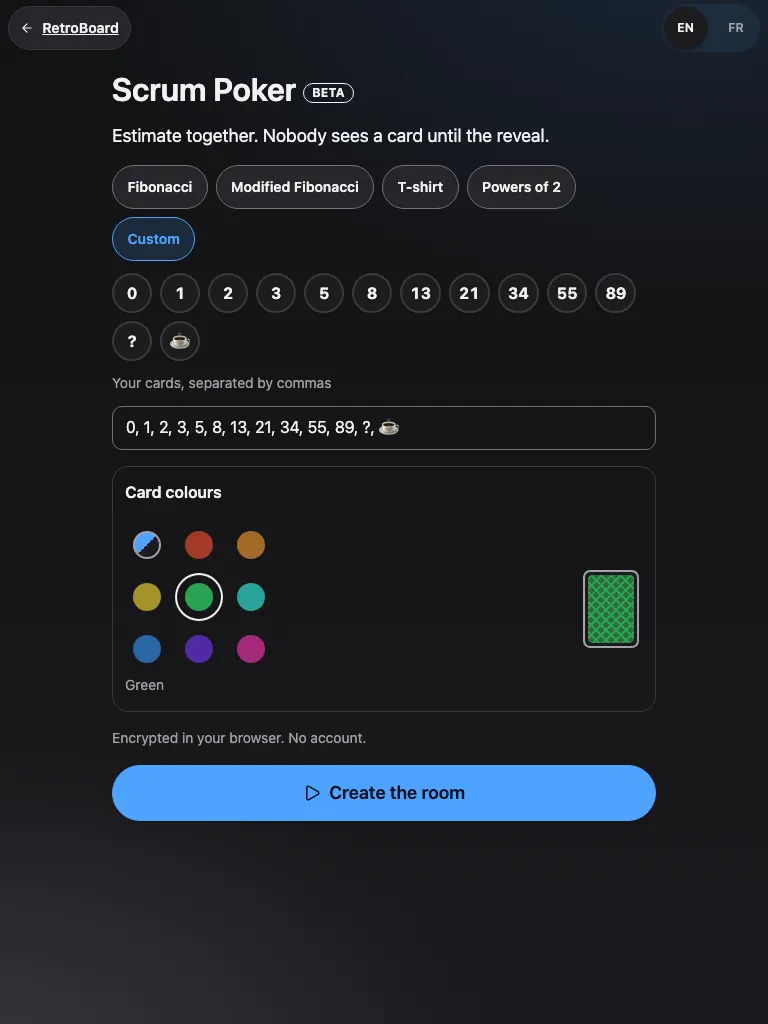 ← RetroBoard
EN FR
Scrum Poker BETA
Estimate together. Nobody sees a card until the reveal.
Fibonacci Modified Fibonacci T-shirt Powers of 2
Custom
0 1 2 3 5 8 13 21 34 55 89
? ☕
Your cards, separated by commas
0, 1, 2, 3, 5, 8, 13, 21, 34, 55, 89, ?, ☕
Card colours
Green
Encrypted in your browser. No account.
Create the room